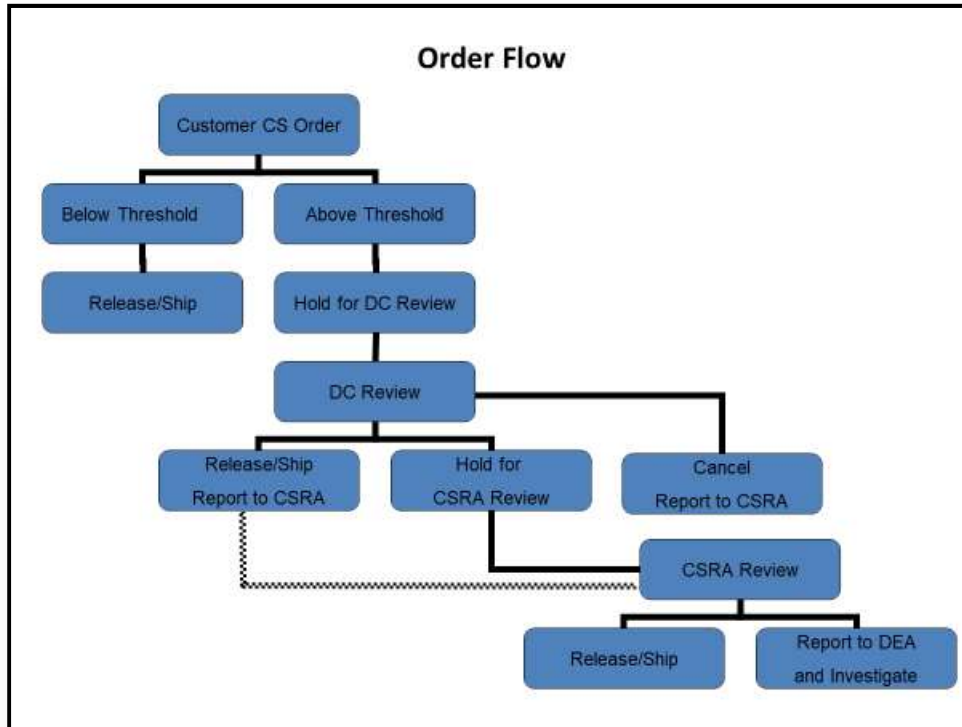 Order Flow
Customer CS Order
Below Threshold
Above Threshold
Release/Ship
Hold for DC Review
DC Review
Release/Ship
Report to CSRA
Hold for
CSRA Review
Cancel
Report to CSRA
CSRA Review
Release/Ship
Report to DEA
and Investigate